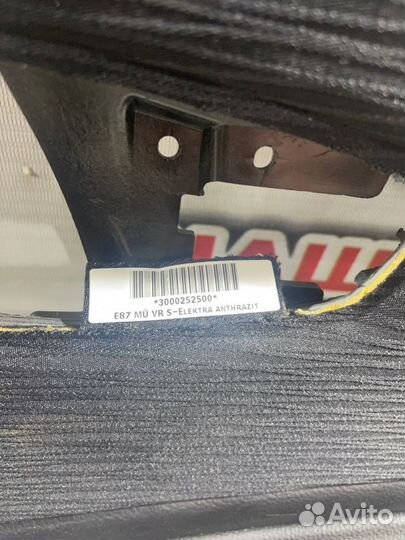 *3000252500*
E87 MÜ VR S-ELEKTRA ANTHRAZIT
Avito